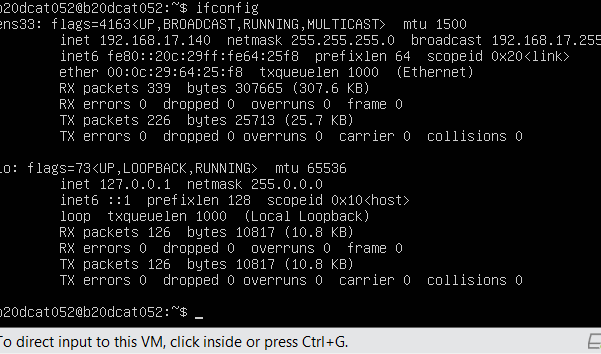 b20dcat052@b20dcat052:~$ ifconfig
ens33: flags=4163<UP,BROADCAST,RUNNING,MULTICAST>  mtu 1500
inet 192.168.17.140  netmask 255.255.255.0  broadcast 192.168.17.255
inet6 fe80::20c:29ff:fe64:25f8  prefixlen 64  scopeid 0x20<link>
ether 00:0c:29:64:25:f8  txqueuelen 1000  (Ethernet)
RX packets 339  bytes 307665 (307.6 KB)
RX errors 0  dropped 0  overruns 0  frame 0
TX packets 226  bytes 25713 (25.7 KB)
TX errors 0  dropped 0 overruns 0  carrier 0  collisions 0
lo: flags=73<UP,LOOPBACK,RUNNING>  mtu 65536
inet 127.0.0.1  netmask 255.0.0.0
inet6 ::1  prefixlen 128  scopeid 0x10<host>
loop  txqueuelen 1000  (Local Loopback)
RX packets 126  bytes 10817 (10.8 KB)
RX errors 0  dropped 0  overruns 0  frame 0
TX packets 126  bytes 10817 (10.8 KB)
TX errors 0  dropped 0 overruns 0  carrier 0  collisions 0
b20dcat052@b20dcat052:~$ _
To direct input to this VM, click inside or press Ctrl+G.